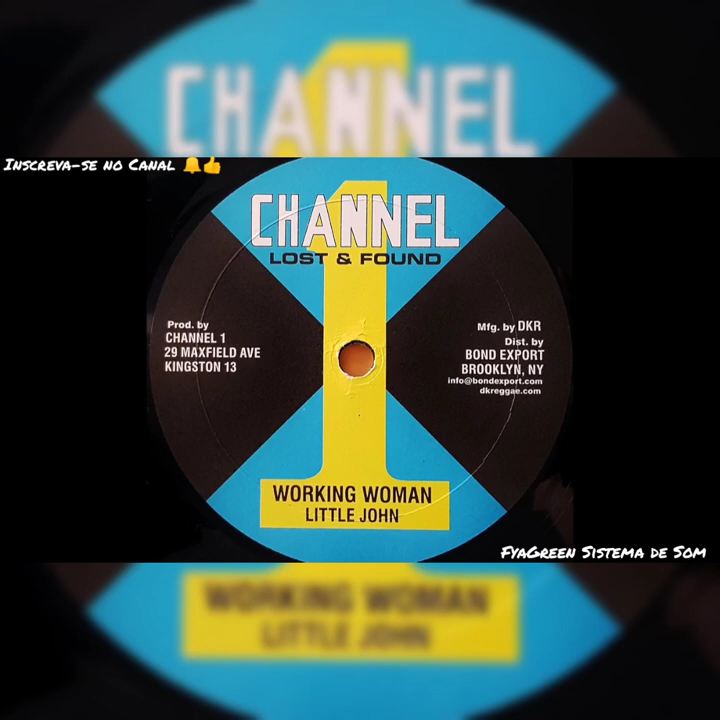 CHANNEL
Inscreva-se no Canal 🔔👍
CHANNEL
LOST & FOUND
1
Prod. by
CHANNEL 1
29 MAXFIELD AVE
KINGSTON 13
Mfg. by DKR
Dist. by
BOND EXPORT
BROOKLYN, NY
info@bondexport.com
dkreggae.com
WORKING WOMAN
LITTLE JOHN
FyaGreen Sistema de Som
WORKING WOMAN
LITTLE JOHN